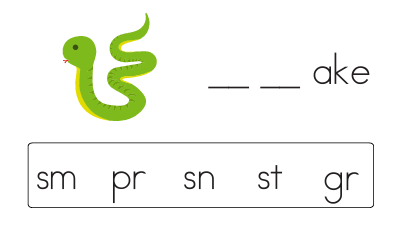 __ __ ake
sm pr sn st gr